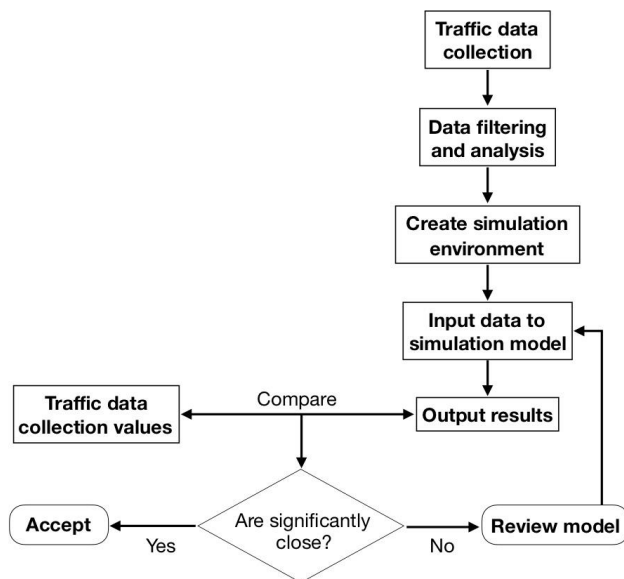 Traffic data
collection
Data filtering
and analysis
Create simulation
environment
Input data to
simulation model
Traffic data
collection values
Compare
Output results
Accept
Yes
Are significantly
close?
No
Review model